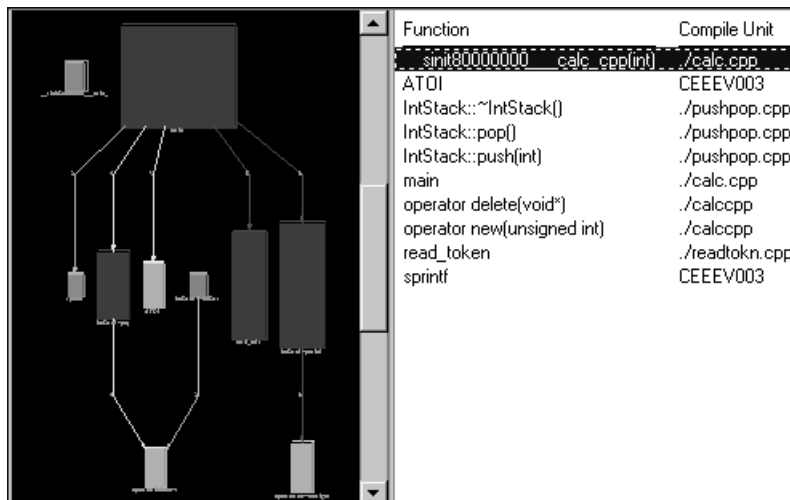 Function Compile Unit
__sinit80000000___calc_cpp(int) ./calc.cpp
ATOI CEEEV003
IntStack::~IntStack() ./pushpop.cpp
IntStack::pop() ./pushpop.cpp
IntStack::push(int) ./pushpop.cpp
main ./calc.cpp
operator delete(void*) ./calccpp
operator new(unsigned int) ./calccpp
read_token ./readtokn.cpp
sprintf CEEEV003